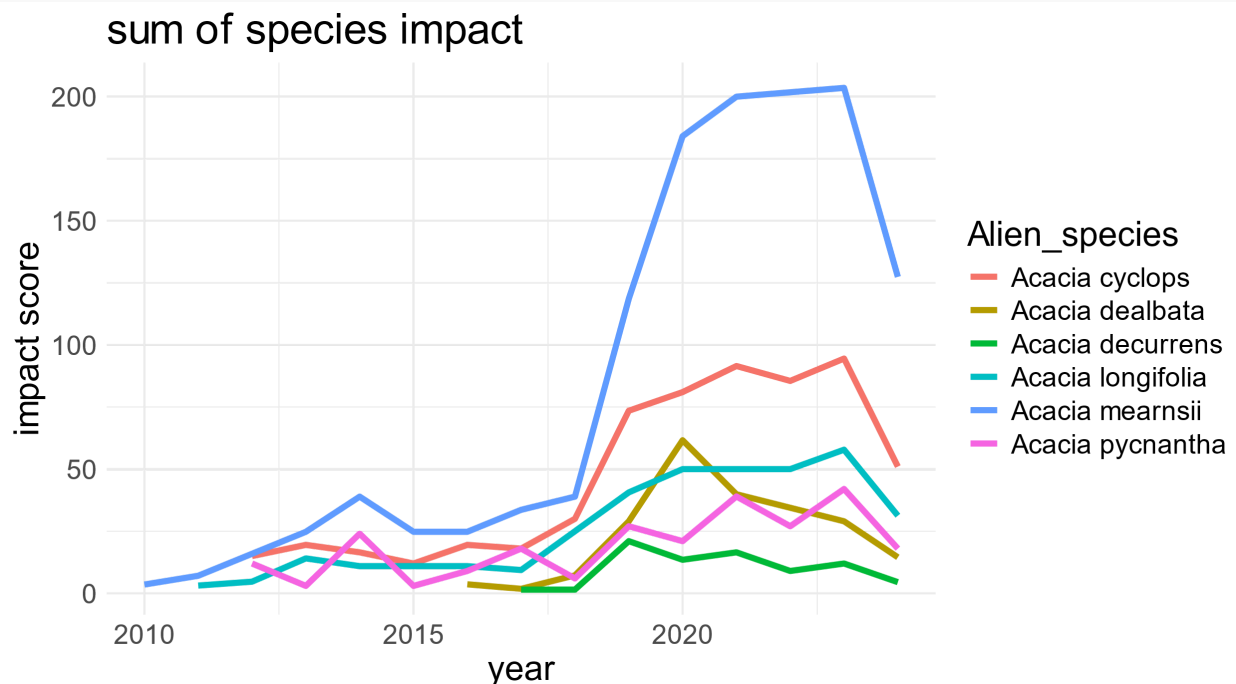 sum of species impact
200
150
100
50
0
impact score
2010 2015 2020
year
Alien_species
Acacia cyclops
Acacia dealbata
Acacia decurrens
Acacia longifolia
Acacia mearnsii
Acacia pycnantha